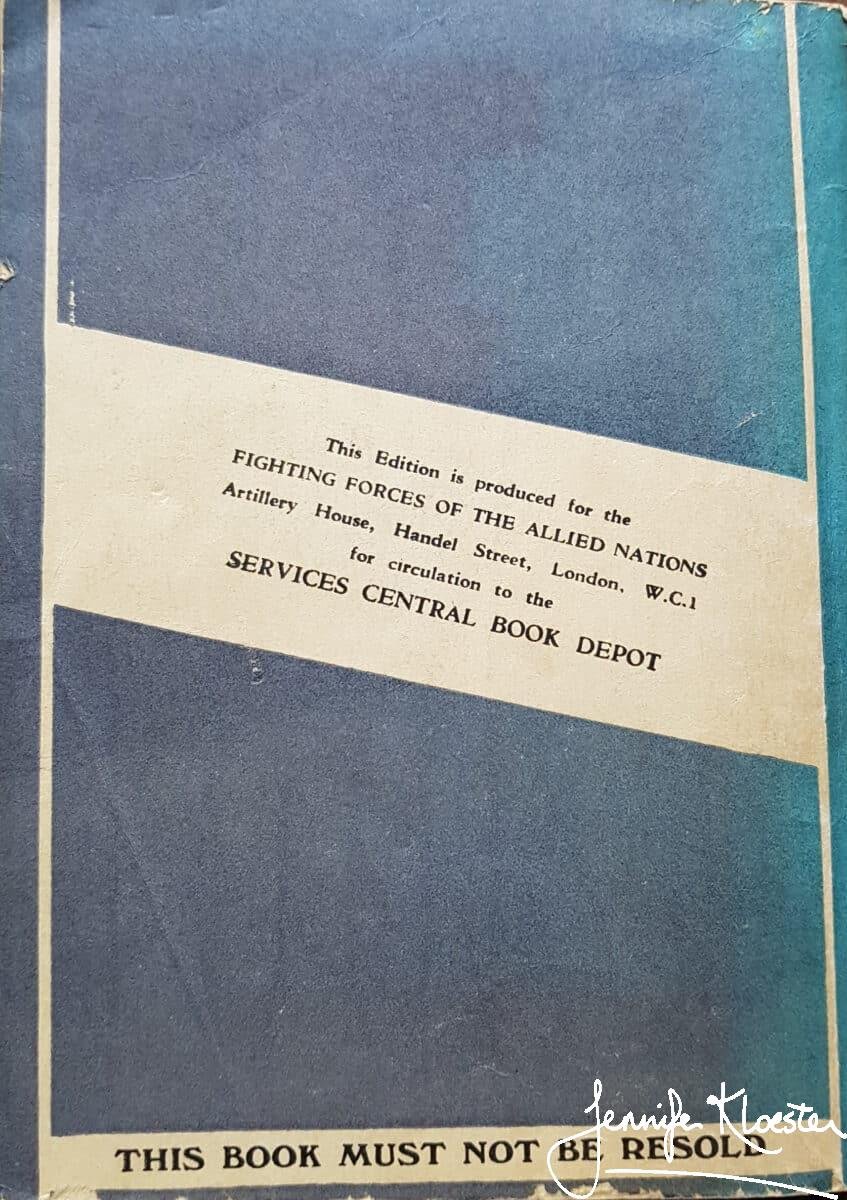 This Edition is produced for the
FIGHTING FORCES OF THE ALLIED NATIONS
Artillery House, Handel Street, London, W.C.1
for circulation to the
SERVICES CENTRAL BOOK DEPOT
THIS BOOK MUST NOT BE RESOLD
Jennifer Kloester